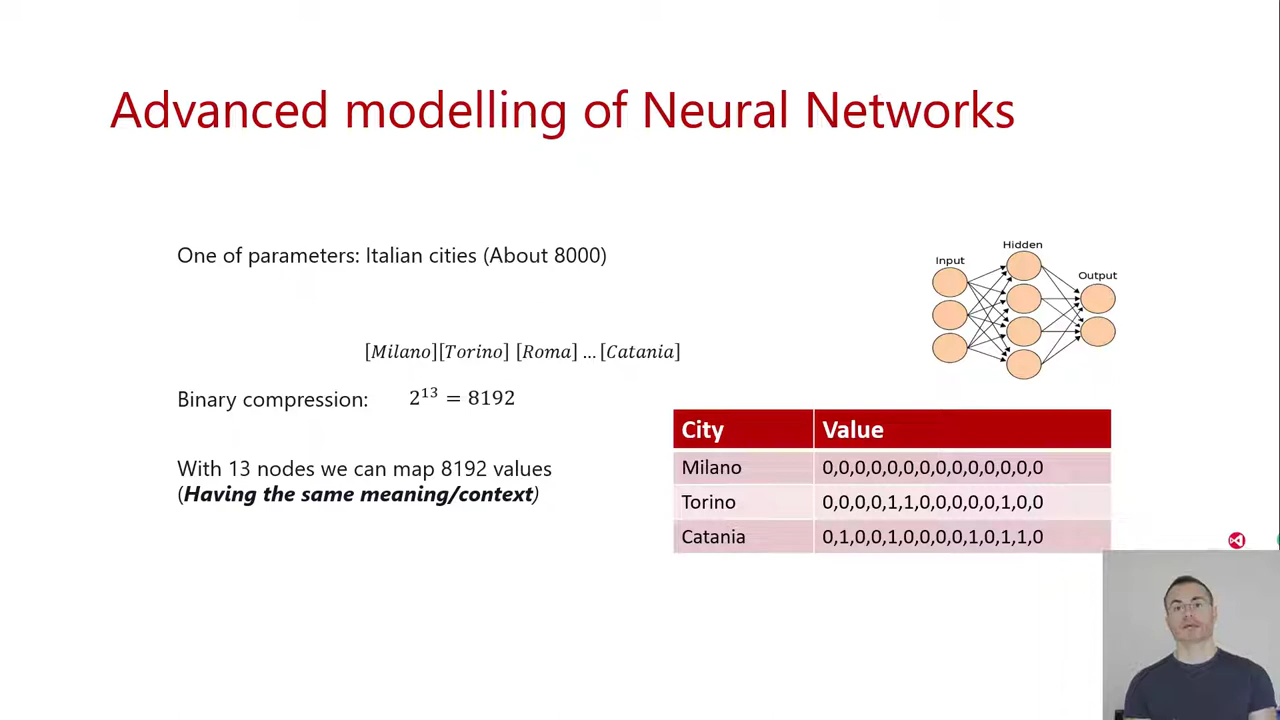 Advanced modelling of Neural Networks
One of parameters: Italian cities (About 8000)
[Milano][Torino] [Roma] ... [Catania]
Binary compression: 2¹³ = 8192
With 13 nodes we can map 8192 values
(Having the same meaning/context)
Hidden
Input
Output
City Value
Milano 0,0,0,0,0,0,0,0,0,0,0,0,0,0
Torino 0,0,0,0,1,1,0,0,0,0,0,1,0,0
Catania 0,1,0,0,1,0,0,0,0,1,0,1,1,0